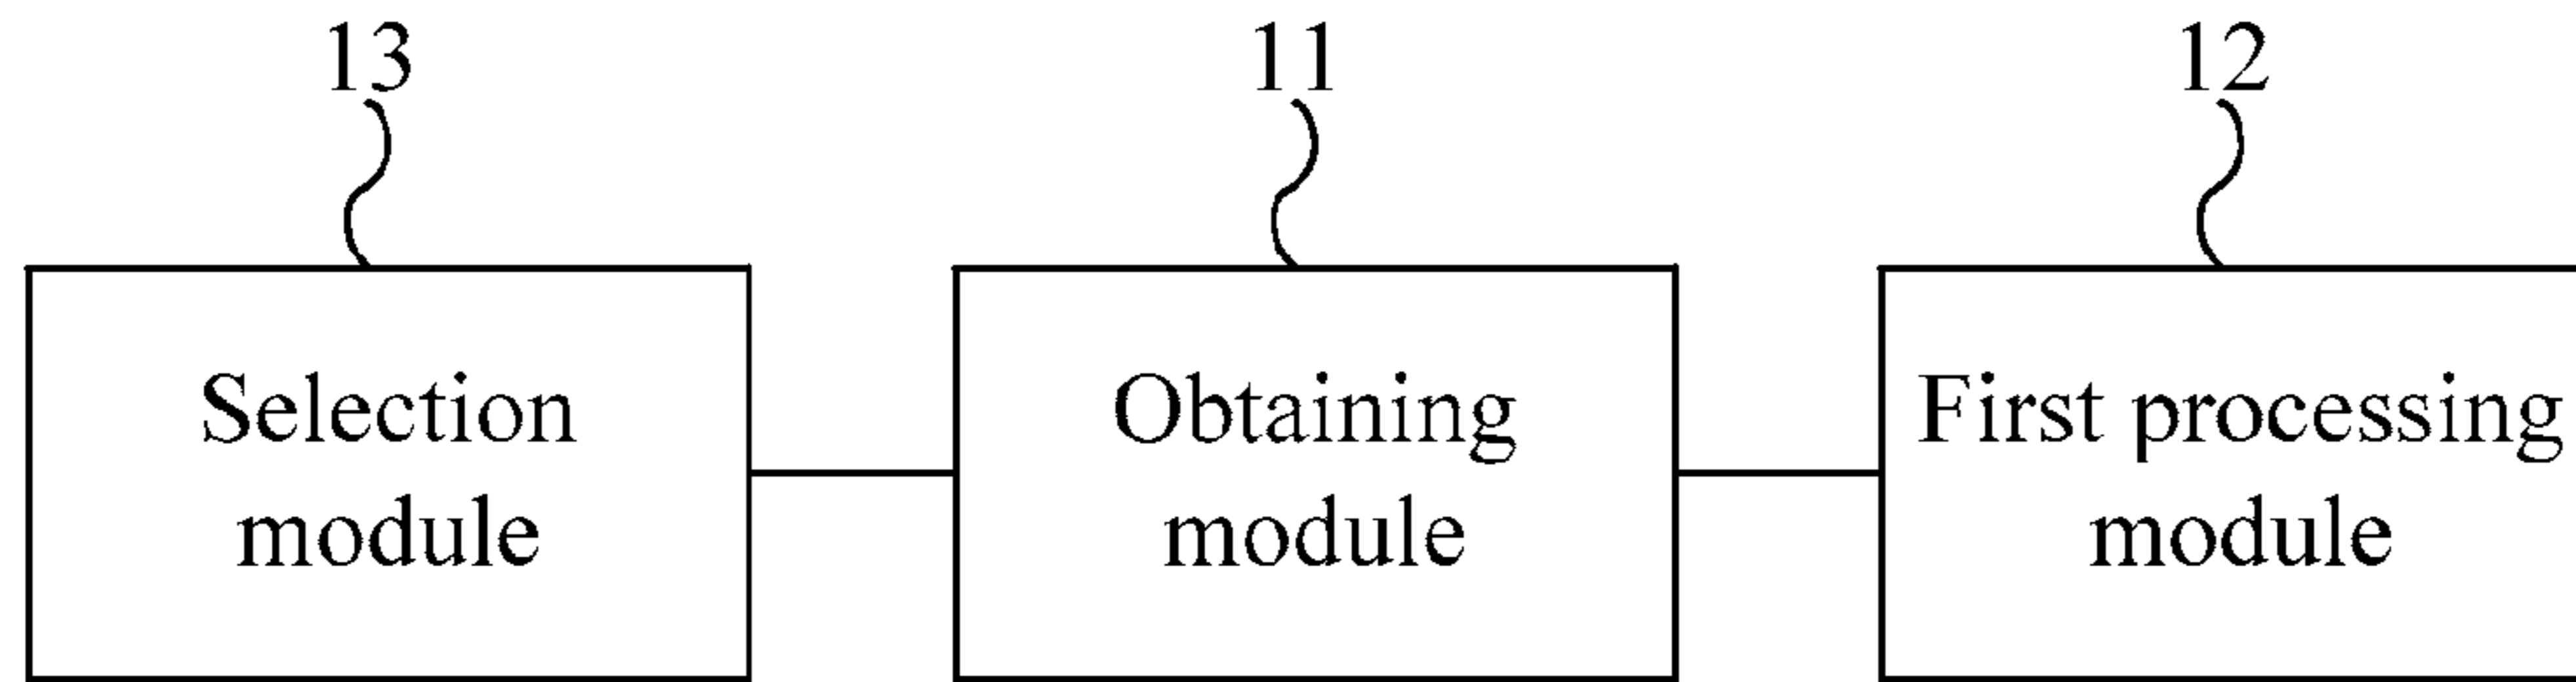 13
11
12
Selection
module
Obtaining
module
First processing
module